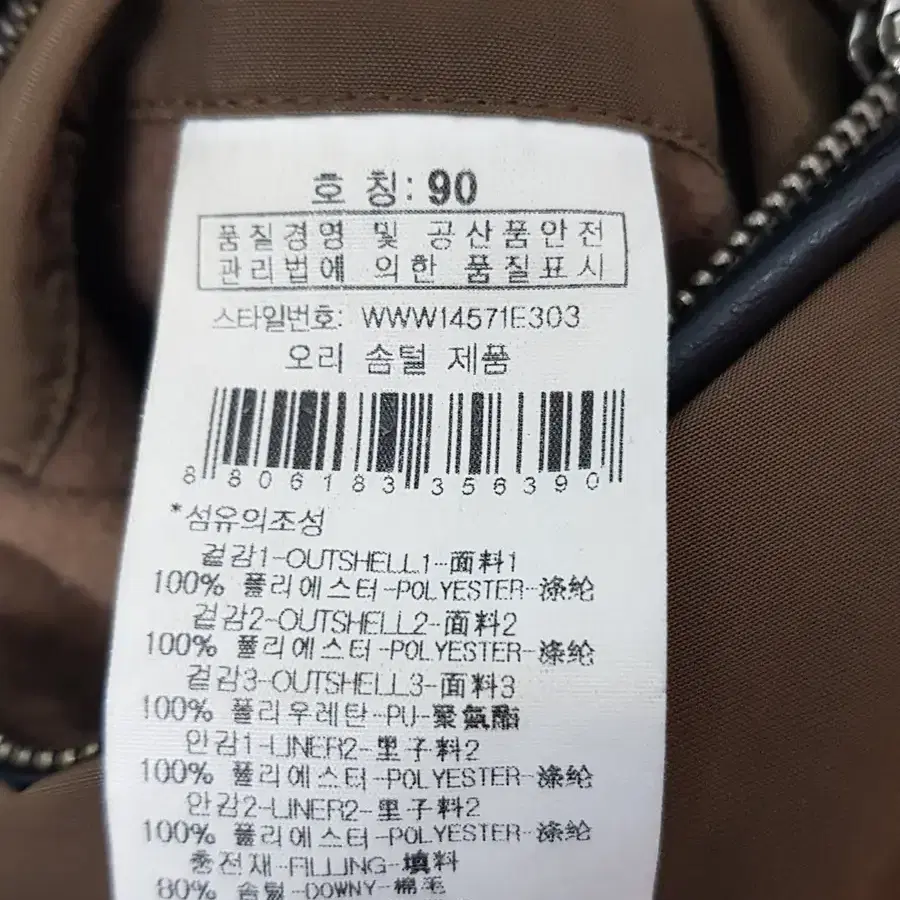 호 칭: 90
품질경영 및 공산품안전
관리법에 의한 품질표시
스타일번호: WWW14571E303
오리 솜털 제품
8 806183 356390
*섬유의조성
겉감1-OUTSHELL1-面料1
100% 폴리에스터-POLYESTER-涤纶
겉감2-OUTSHELL2-面料2
100% 폴리에스터-POLYESTER-涤纶
겉감3-OUTSHELL3-面料3
100% 폴리우레탄-PU-聚氨酯
안감1-LINER2-里子料2
100% 폴리에스터-POLYESTER-涤纶
안감2-LINER2-里子料2
100% 폴리에스터-POLYESTER-涤纶
충전재-FILLING-填料
80% 솜털-DOWNY-棉毛